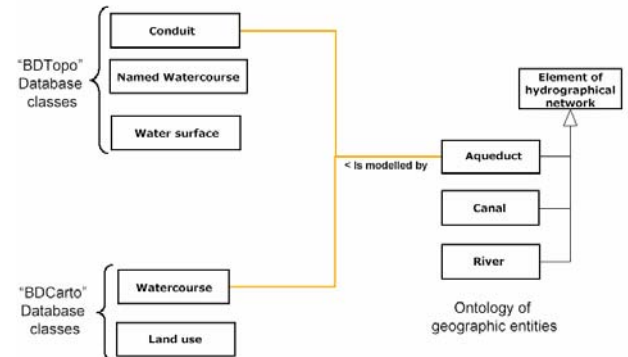 Conduit
"BDTopo"
Database
classes
Named Watercourse
Water surface
Element of
hydrographical
network
Aqueduct
< Is modelled by
Canal
River
"BDCarto"
Database
classes
Watercourse
Land use
Ontology of
geographic entities